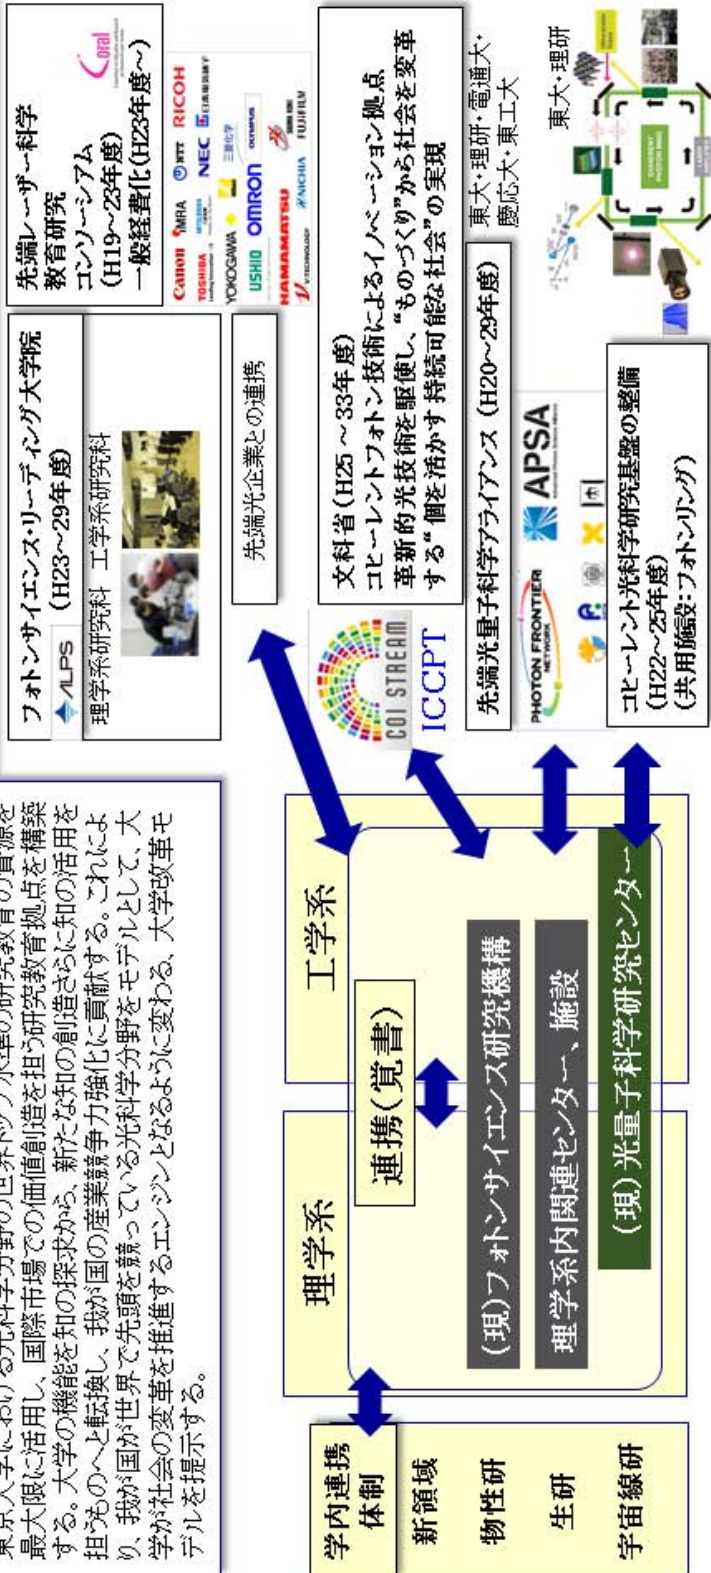 東京大学における光科学分野の世界トップ水準の研究教育の資源を
最大限に活用し、国際市場での価値創造を担う研究教育拠点を構築
する。大学の機能を知の探求から、新たな知の創造さらに知の活用を
担うものへと転換し、我が国の産業競争力強化に貢献する。これによ
り、我が国が世界で先頭を競っている光科学分野をモデルとして、大
学が社会の変革を推進するエンジンとなるように変わる、大学改革モ
デルを提示する。
フォトンサイエンス・リーディング大学院
(H23~29年度)
ALPS
理学系研究科 工学系研究科
先端レーザー科学
教育研究
コンソーシアム
(H19~23年度)
一般経費化(H23年度~)
Coral
先端光企業との連携
Canon IMRA NTT RICOH
TOSHIBA NEC 日本電気硝子
YOKOGAWA 三菱化学
USHIO OMRON OLYMPUS
HAMAMATSU
V-TECHNOLOGY NICHIA FUJIFILM
COI STREAM
ICCPT
文科省(H25 ~33年度)
コヒーレントフォトン技術によるイノベーション拠点
革新的光技術を駆使し、“ものづくり”から社会を変革
する“個を活かす 持続可能な社会”の実現
先端光量子科学アライアンス (H20~29年度)
東大・理研・電通大・
慶応大・東工大
PHOTON FRONTIER
NETWORK
APSA
コヒーレント光科学研究基盤の整備
(H22~25年度)
(共用施設:フォトンリング)
東大・理研
COHERENT
PHOTON RING
学内連携
体制
新領域
物性研
生研
宇宙線研
理学系
工学系
連携(覚書)
(現)フォトンサイエンス研究機構
理学系内関連センター、施設
(現)光量子科学研究センター